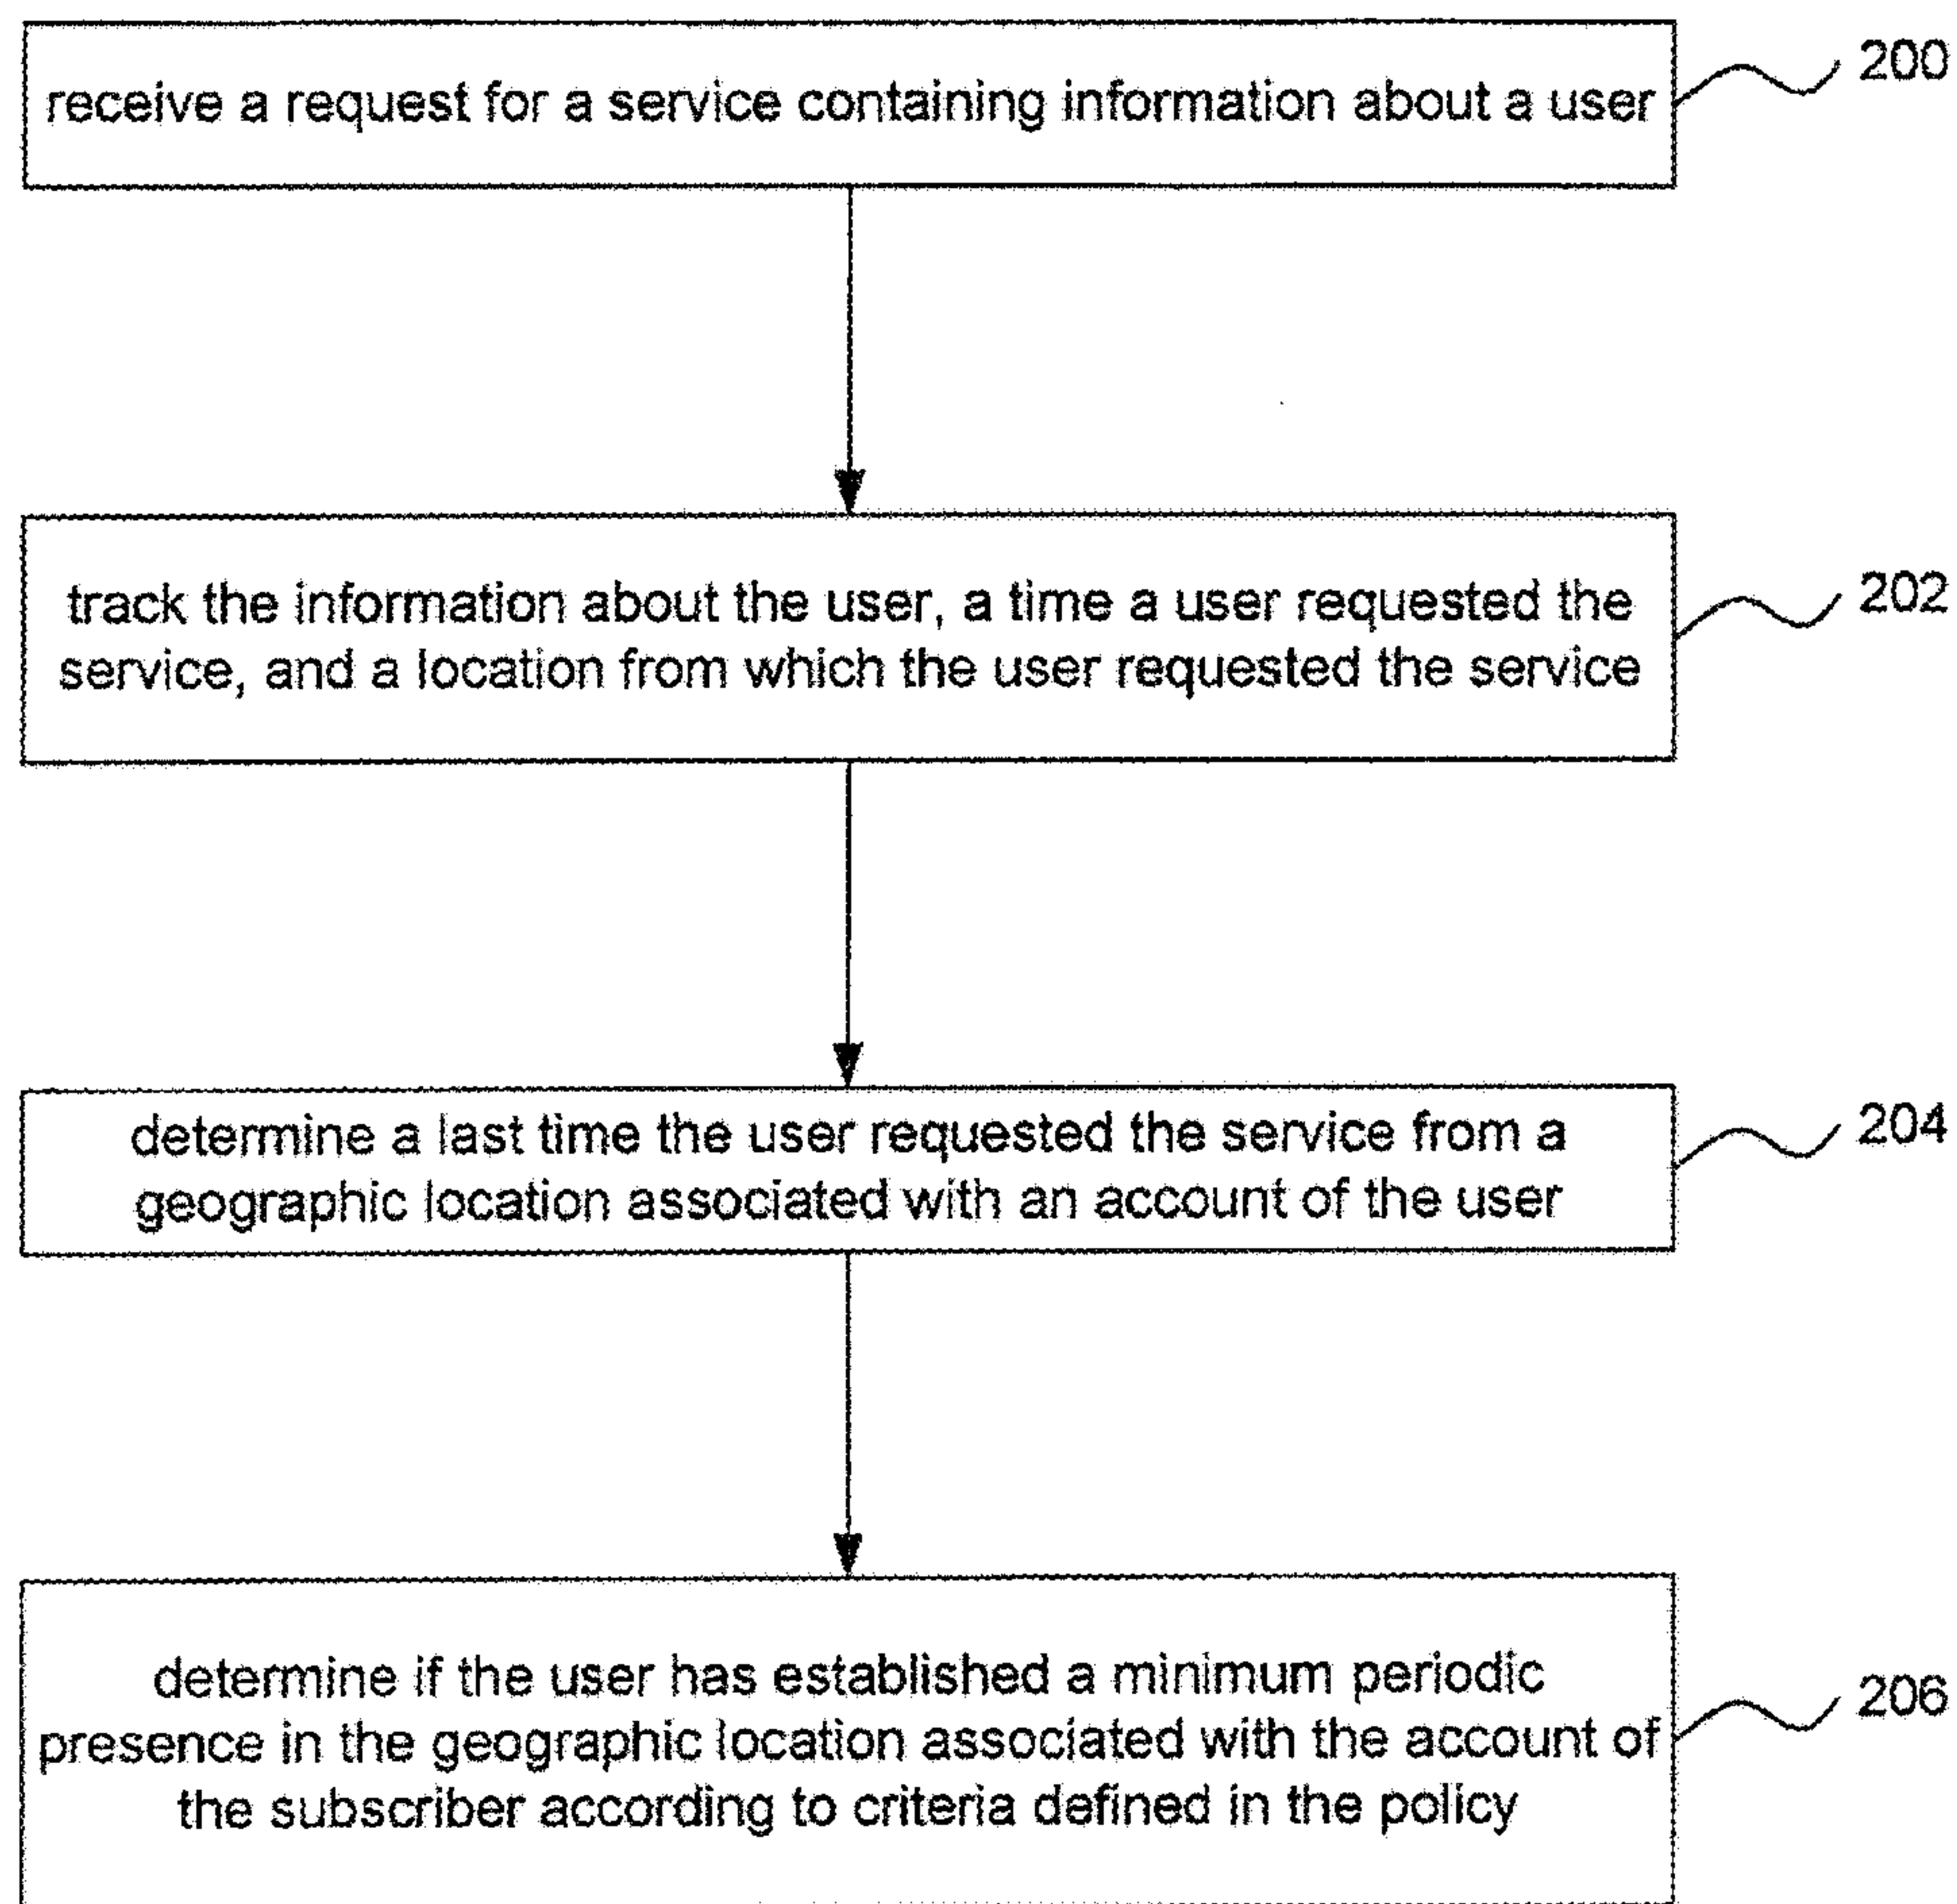 receive a request for a service containing information about a user
200
track the information about the user, a time a user requested the
service, and a location from which the user requested the service
202
determine a last time the user requested the service from a
geographic location associated with an account of the user
204
determine if the user has established a minimum periodic
presence in the geographic location associated with the account of
the subscriber according to criteria defined in the policy
206